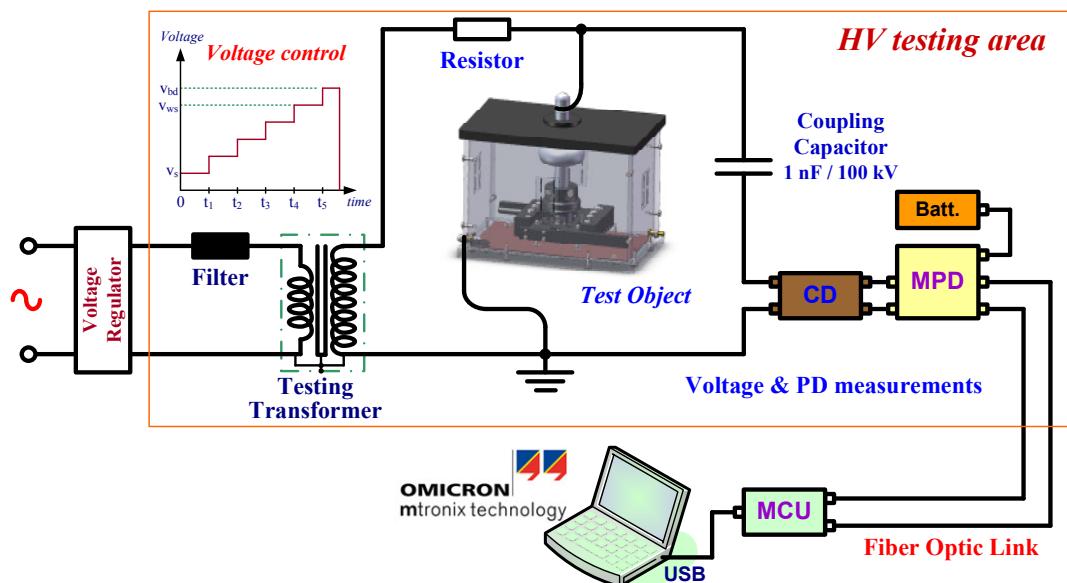 HV testing area
Voltage
Voltage control
v_bd
v_ws
v_s
0
t_1
t_2
t_3
t_4
t_5
time
Resistor
Coupling
Capacitor
1 nF / 100 kV
Batt.
Voltage
Regulator
Filter
Test Object
CD
MPD
Testing
Transformer
Voltage & PD measurements
OMICRON
mtronix technology
MCU
USB
Fiber Optic Link